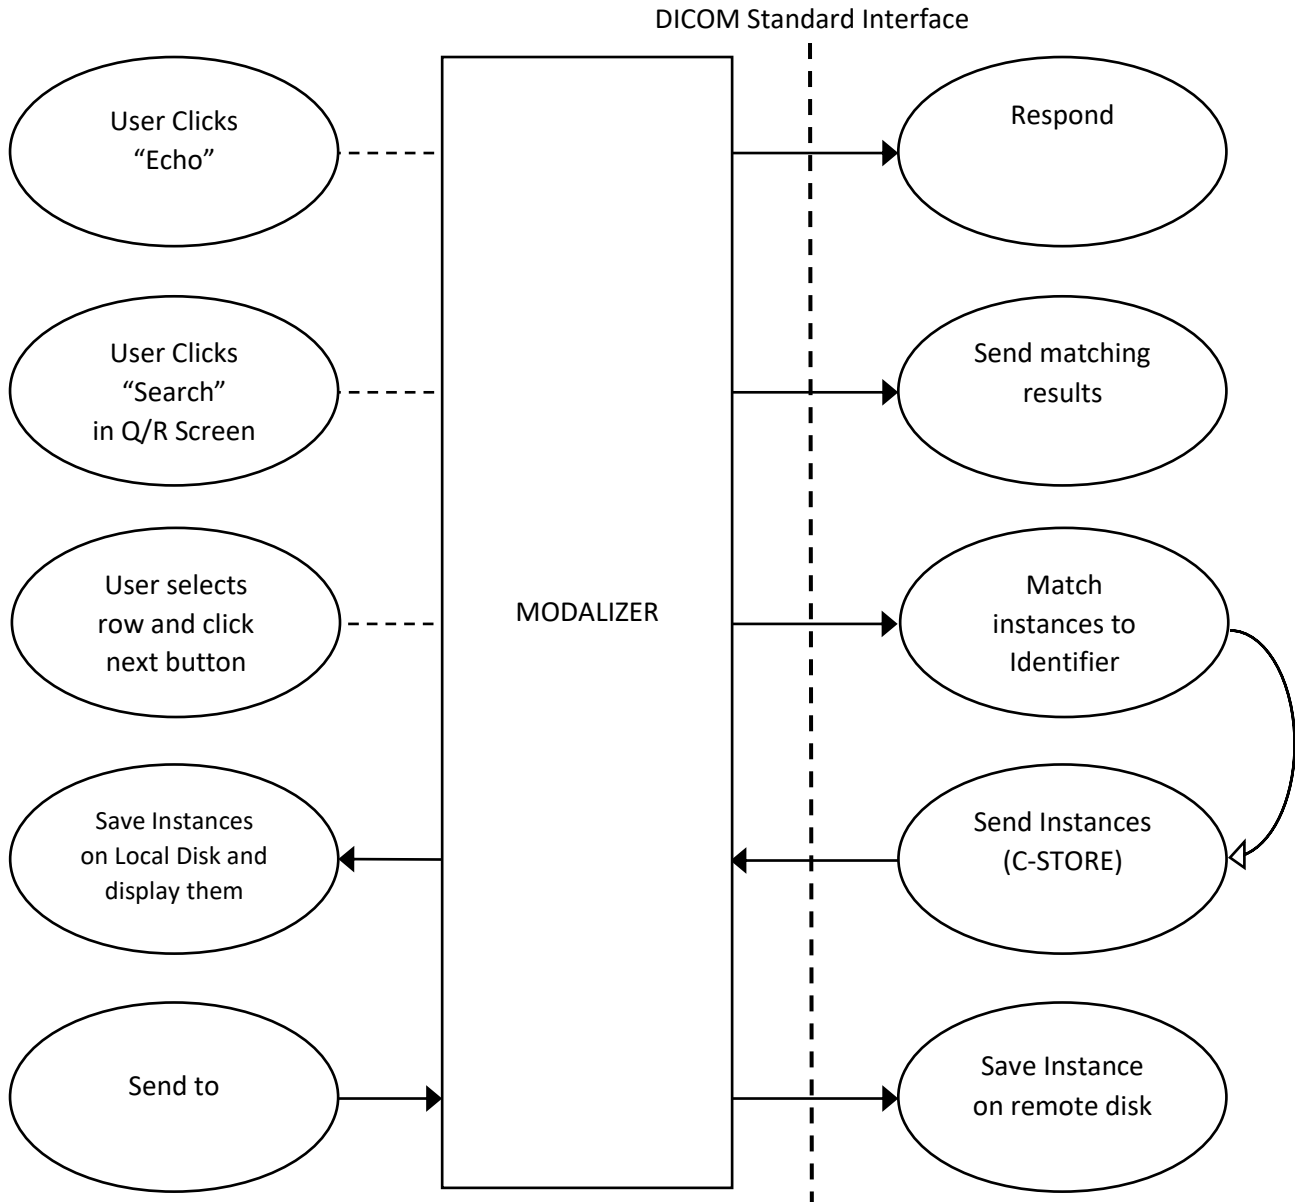 DICOM Standard Interface
User Clicks
“Echo”
Respond
User Clicks
“Search”
in Q/R Screen
Send matching
results
User selects
row and click
next button
MODALIZER
Match
instances to
Identifier
Save Instances
on Local Disk and
display them
Send Instances
(C-STORE)
Send to
Save Instance
on remote disk